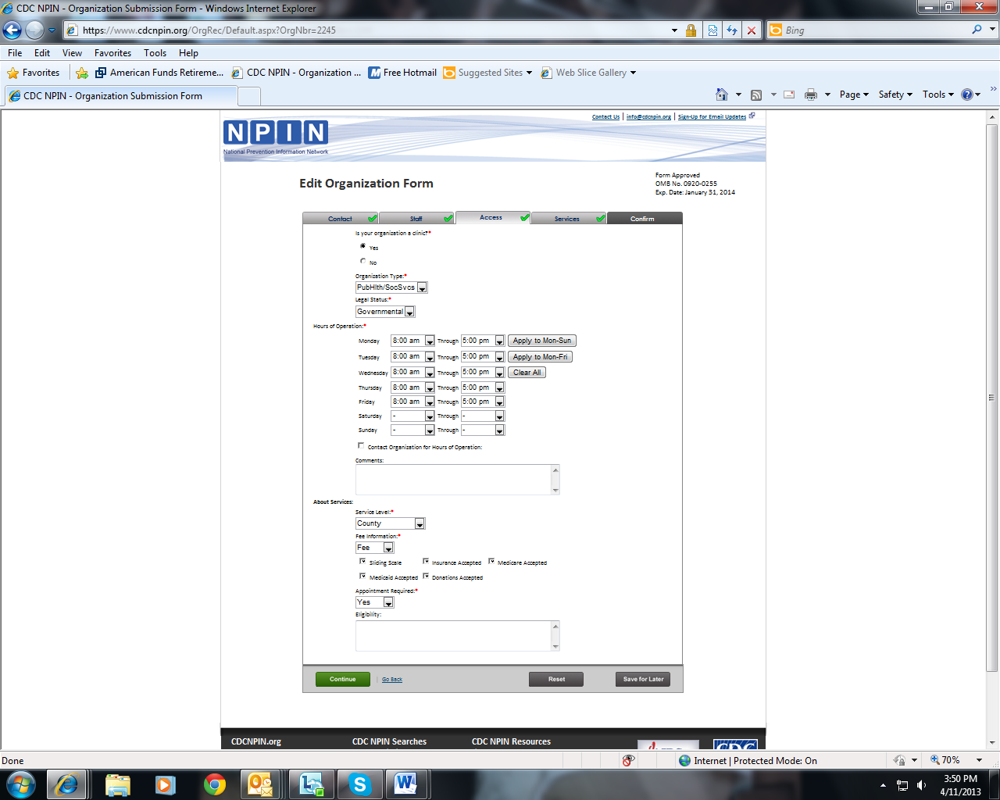 CDC NPIN - Organization Submission Form - Windows Internet Explorer
https://www.cdcnpin.org/OrgRec/Default.aspx?OrgNbr=2245
Bing
File Edit View Favorites Tools Help
Favorites American Funds Retireme... CDC NPIN - Organization ... Free Hotmail Suggested Sites Web Slice Gallery
CDC NPIN - Organization Submission Form
Page Safety Tools
Contact Us | info@cdcnpin.org | Sign-Up for Email Updates
NPIN
National Prevention Information Network
Edit Organization Form
Form Approved
OMB No. 0920-0255
Exp. Date: January 31, 2014
Contact Staff Access Services Confirm
Is your organization a clinic?*
Yes
No
Organization Type:*
PubHlth/SocSvcs
Legal Status:*
Governmental
Hours of Operation:*
Monday 8:00 am Through 5:00 pm Apply to Mon-Sun
Tuesday 8:00 am Through 5:00 pm Apply to Mon-Fri
Wednesday 8:00 am Through 5:00 pm Clear All
Thursday 8:00 am Through 5:00 pm
Friday 8:00 am Through 5:00 pm
Saturday - Through -
Sunday - Through -
Contact Organization for Hours of Operation:
Comments:
About Services:
Service Level:*
County
Fee Information:*
Fee
Sliding Scale Insurance Accepted Medicare Accepted
Medicaid Accepted Donations Accepted
Appointment Required:*
Yes
Eligibility:
Continue | Go Back Reset Save for Later
CDCNPIN.org CDC NPIN Searches CDC NPIN Resources
CDC
Done Internet | Protected Mode: On 70%
3:50 PM
4/11/2013